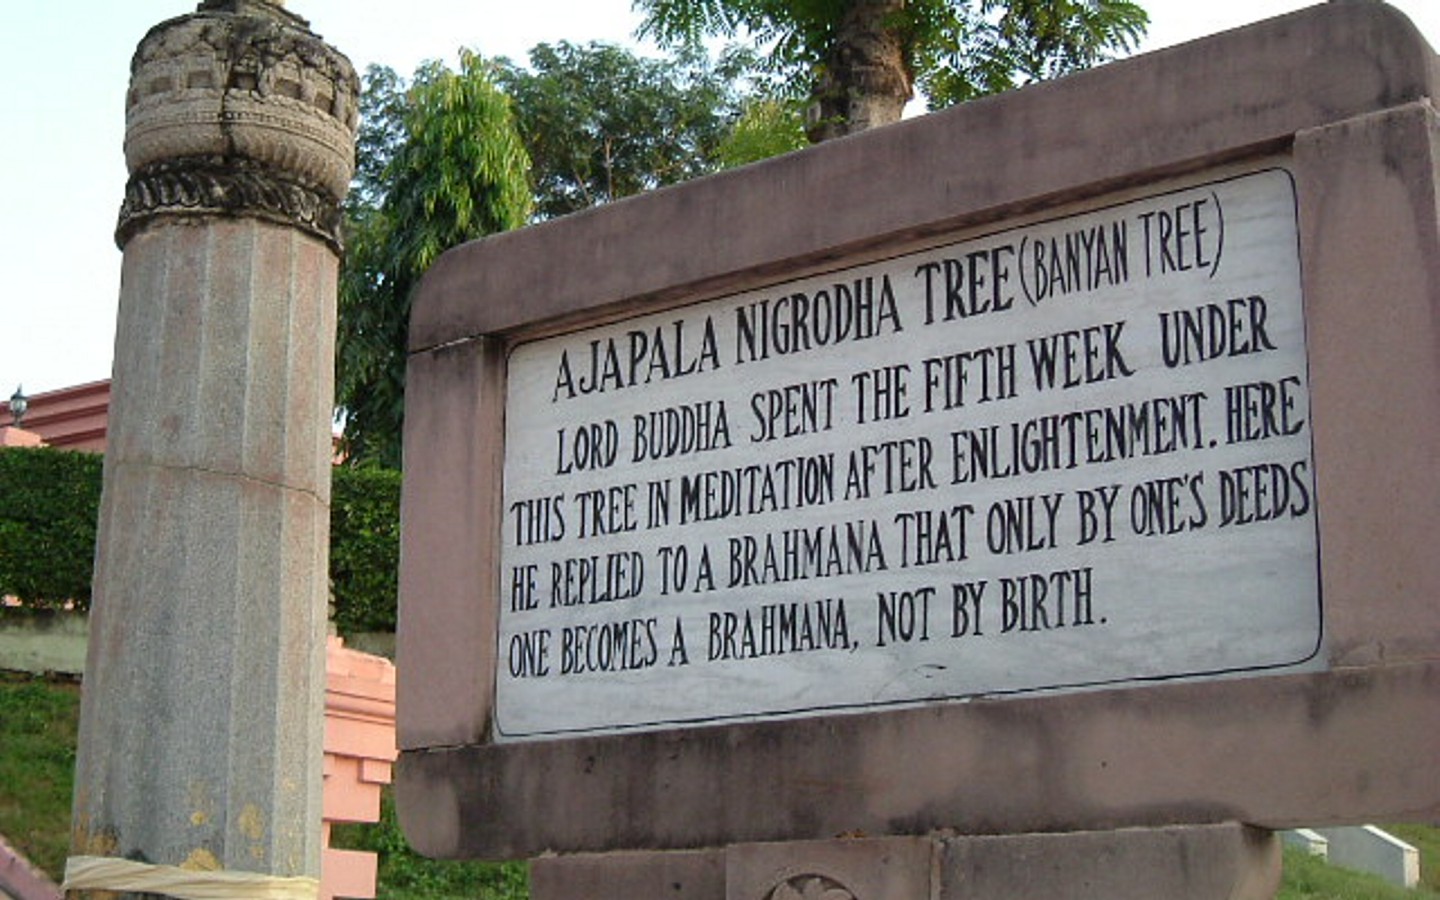 AJAPALA NIGRODHA TREE (BANYAN TREE)
LORD BUDDHA SPENT THE FIFTH WEEK UNDER
THIS TREE IN MEDITATION AFTER ENLIGHTENMENT. HERE
HE REPLIED TO A BRAHMANA THAT ONLY BY ONE'S DEEDS
ONE BECOMES A BRAHMANA, NOT BY BIRTH.